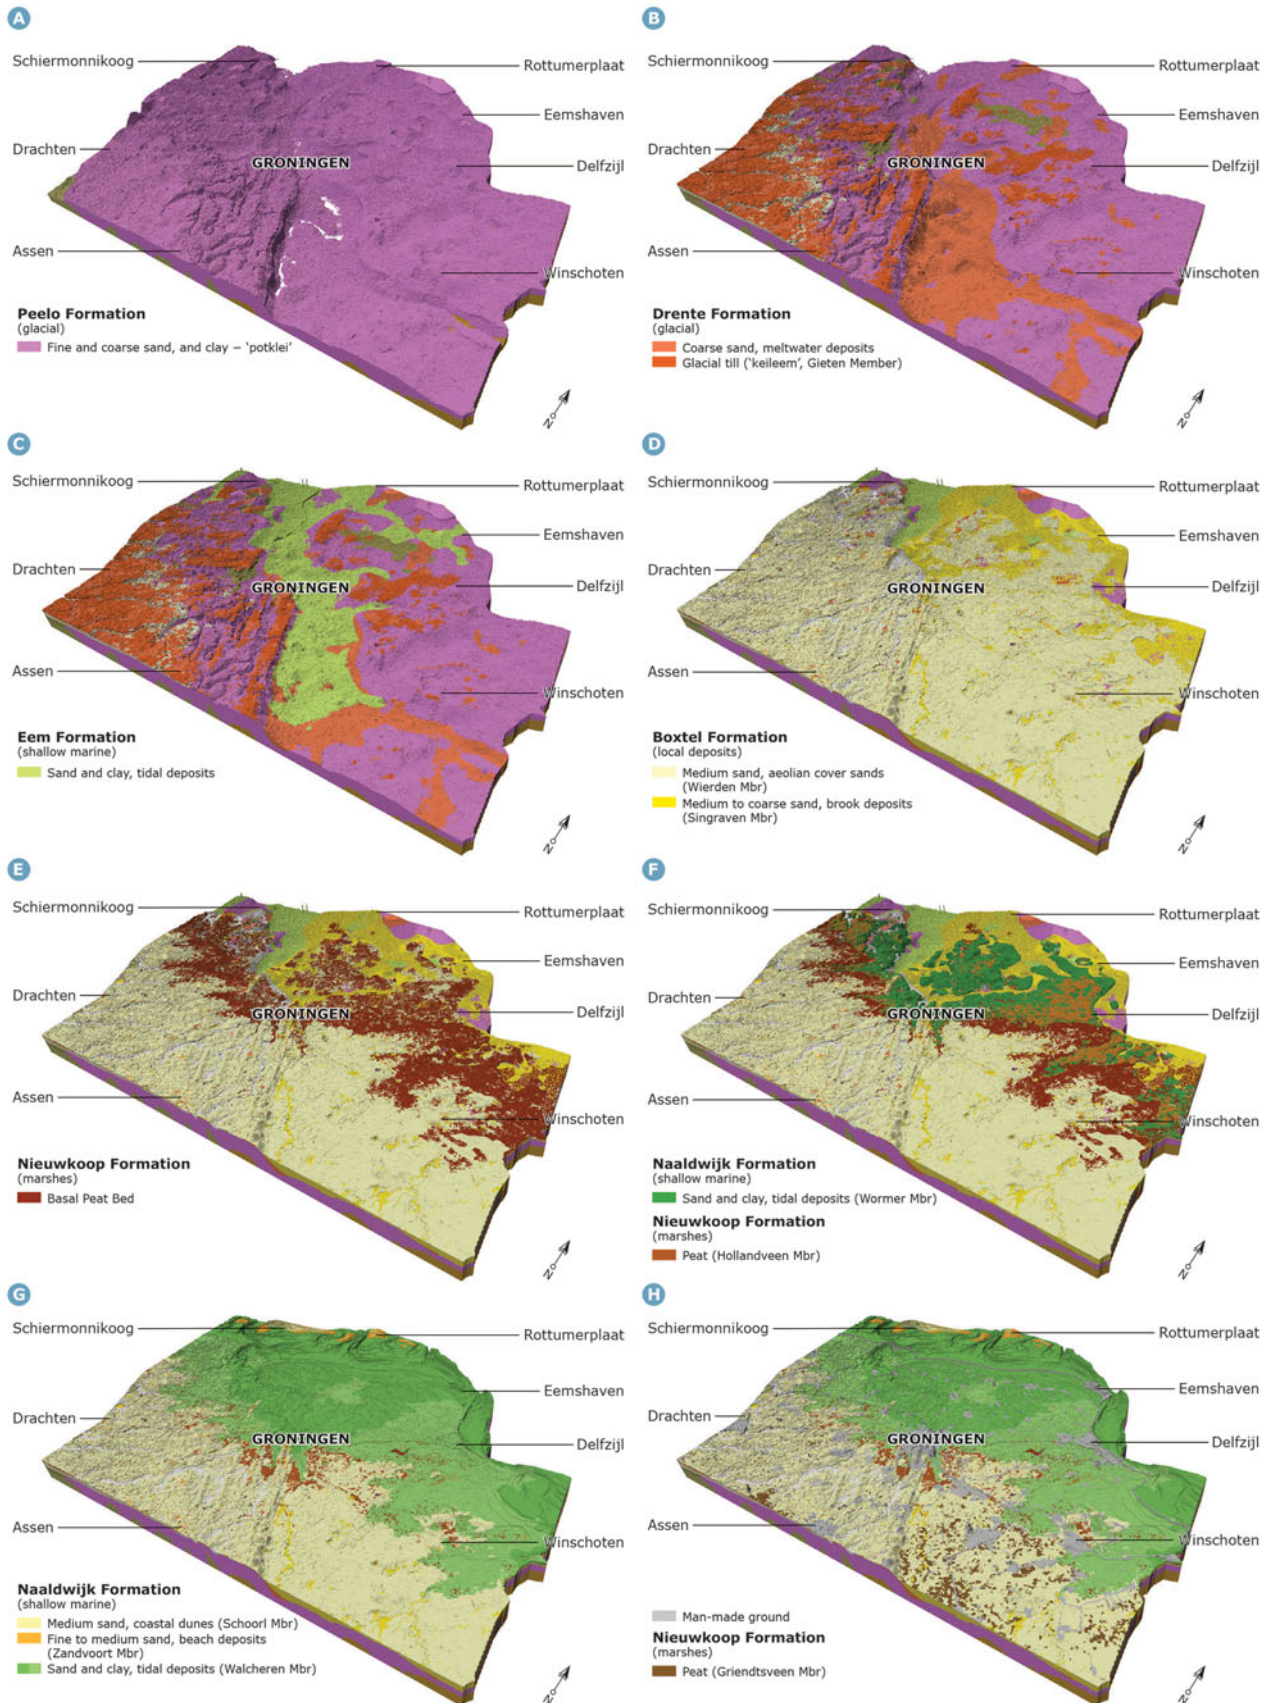 A
Schiermonnikoog
Rottumerplaat
Eemshaven
Drachten
GRONINGEN
Delfzijl
Assen
Winschoten
Peelo Formation
(glacial)
Fine and coarse sand, and clay – ‘potklei’
N
B
Schiermonnikoog
Rottumerplaat
Eemshaven
Drachten
GRONINGEN
Delfzijl
Assen
Winschoten
Drente Formation
(glacial)
Coarse sand, meltwater deposits
Glacial till (‘keileem’, Gieten Member)
N
C
Schiermonnikoog
Rottumerplaat
Eemshaven
Drachten
GRONINGEN
Delfzijl
Assen
Winschoten
Eem Formation
(shallow marine)
Sand and clay, tidal deposits
N
D
Schiermonnikoog
Rottumerplaat
Eemshaven
Drachten
GRONINGEN
Delfzijl
Assen
Winschoten
Boxtel Formation
(local deposits)
Medium sand, aeolian cover sands
(Wierden Mbr)
Medium to coarse sand, brook deposits
(Singraven Mbr)
N
E
Schiermonnikoog
Rottumerplaat
Eemshaven
Drachten
GRONINGEN
Delfzijl
Assen
Winschoten
Nieuwkoop Formation
(marshes)
Basal Peat Bed
N
F
Schiermonnikoog
Rottumerplaat
Eemshaven
Drachten
GRONINGEN
Delfzijl
Assen
Winschoten
Naaldwijk Formation
(shallow marine)
Sand and clay, tidal deposits (Wormer Mbr)
Nieuwkoop Formation
(marshes)
Peat (Hollandveen Mbr)
N
G
Schiermonnikoog
Rottumerplaat
Eemshaven
Drachten
GRONINGEN
Delfzijl
Assen
Winschoten
Naaldwijk Formation
(shallow marine)
Medium sand, coastal dunes (Schoorl Mbr)
Fine to medium sand, beach deposits
(Zandvoort Mbr)
Sand and clay, tidal deposits (Walcheren Mbr)
N
H
Schiermonnikoog
Rottumerplaat
Eemshaven
Drachten
GRONINGEN
Delfzijl
Assen
Winschoten
Man-made ground
Nieuwkoop Formation
(marshes)
Peat (Griendtsveen Mbr)
N